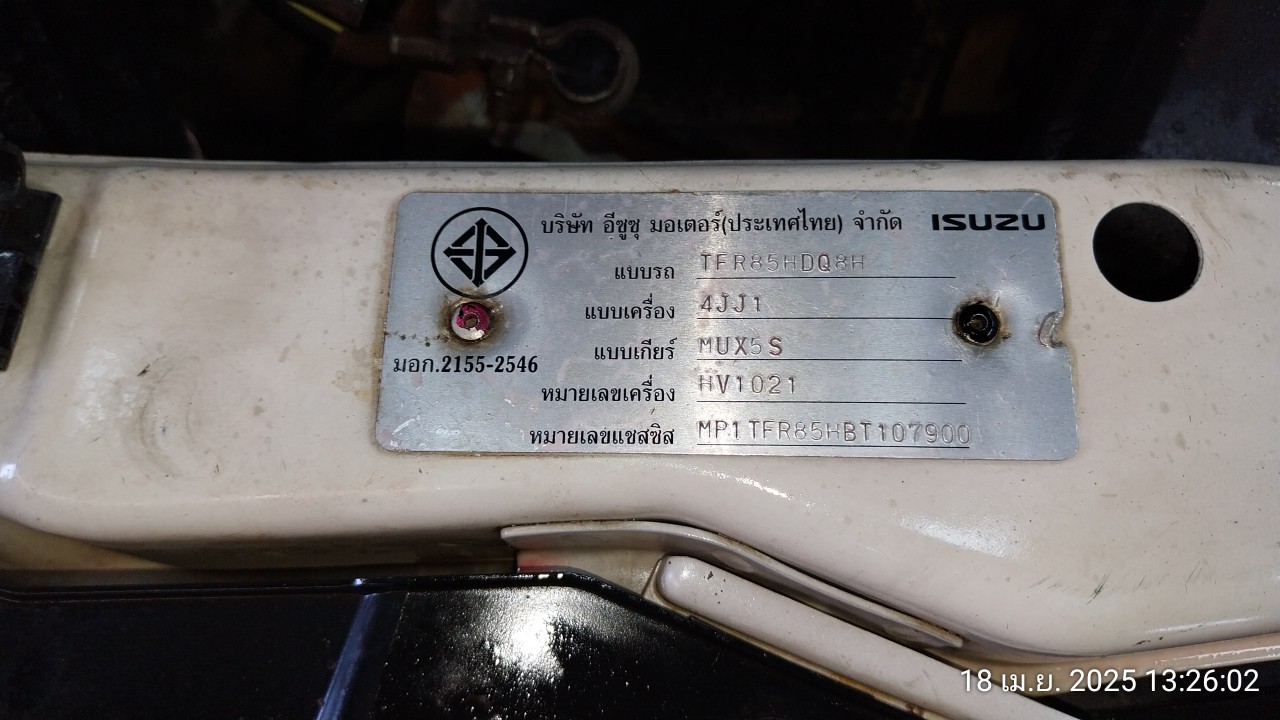 บริษัท อีซูซุ มอเตอร์(ประเทศไทย) จำกัด ISUZU
แบบรถ TFR85HDQ8H
แบบเครื่อง 4JJ1
แบบเกียร์ MUX5S
มอก.2155-2546
หมายเลขเครื่อง HV1021
หมายเลขแชสซิส MP1TFR85HBT107900
18 เม.ย. 2025 13:26:02